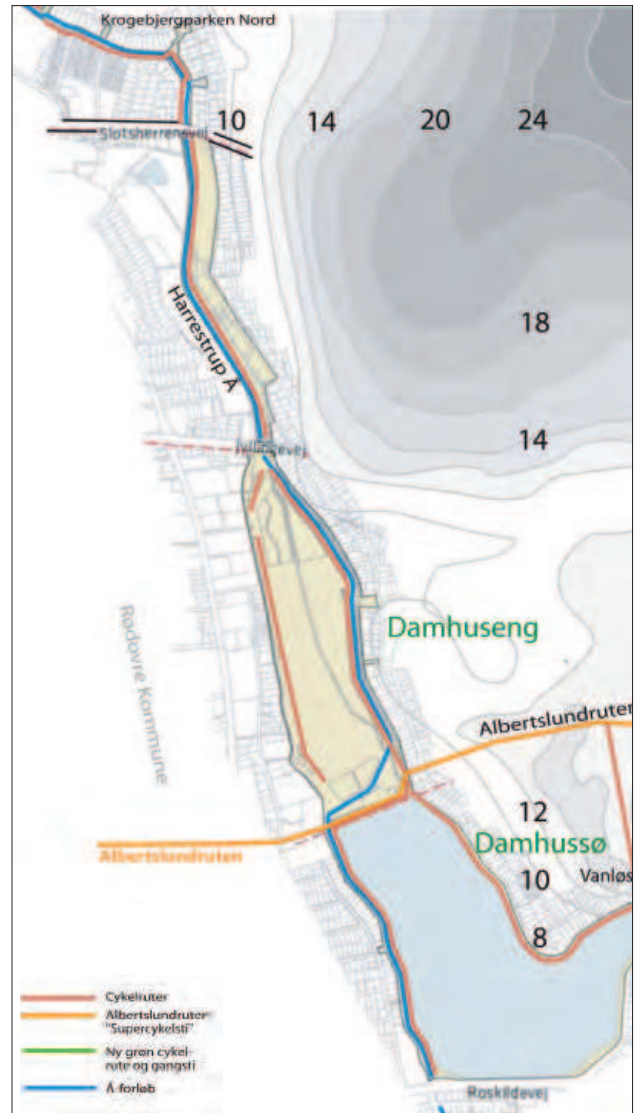 Krogebjergparken Nord
10 14 20 24
Slotsherrensvej
Harrestrup Å
18
14
Jyllingevej
Damhuseng
Rødovre Kommune
Albertslundruten
12
Damhussø
Albertslundruten
10
Vanløs
8
Cykelruter
Albertslundruten
"Supercykelsti"
Ny grøn cykel-
rute og gangsti
Å-forløb
Roskildevej